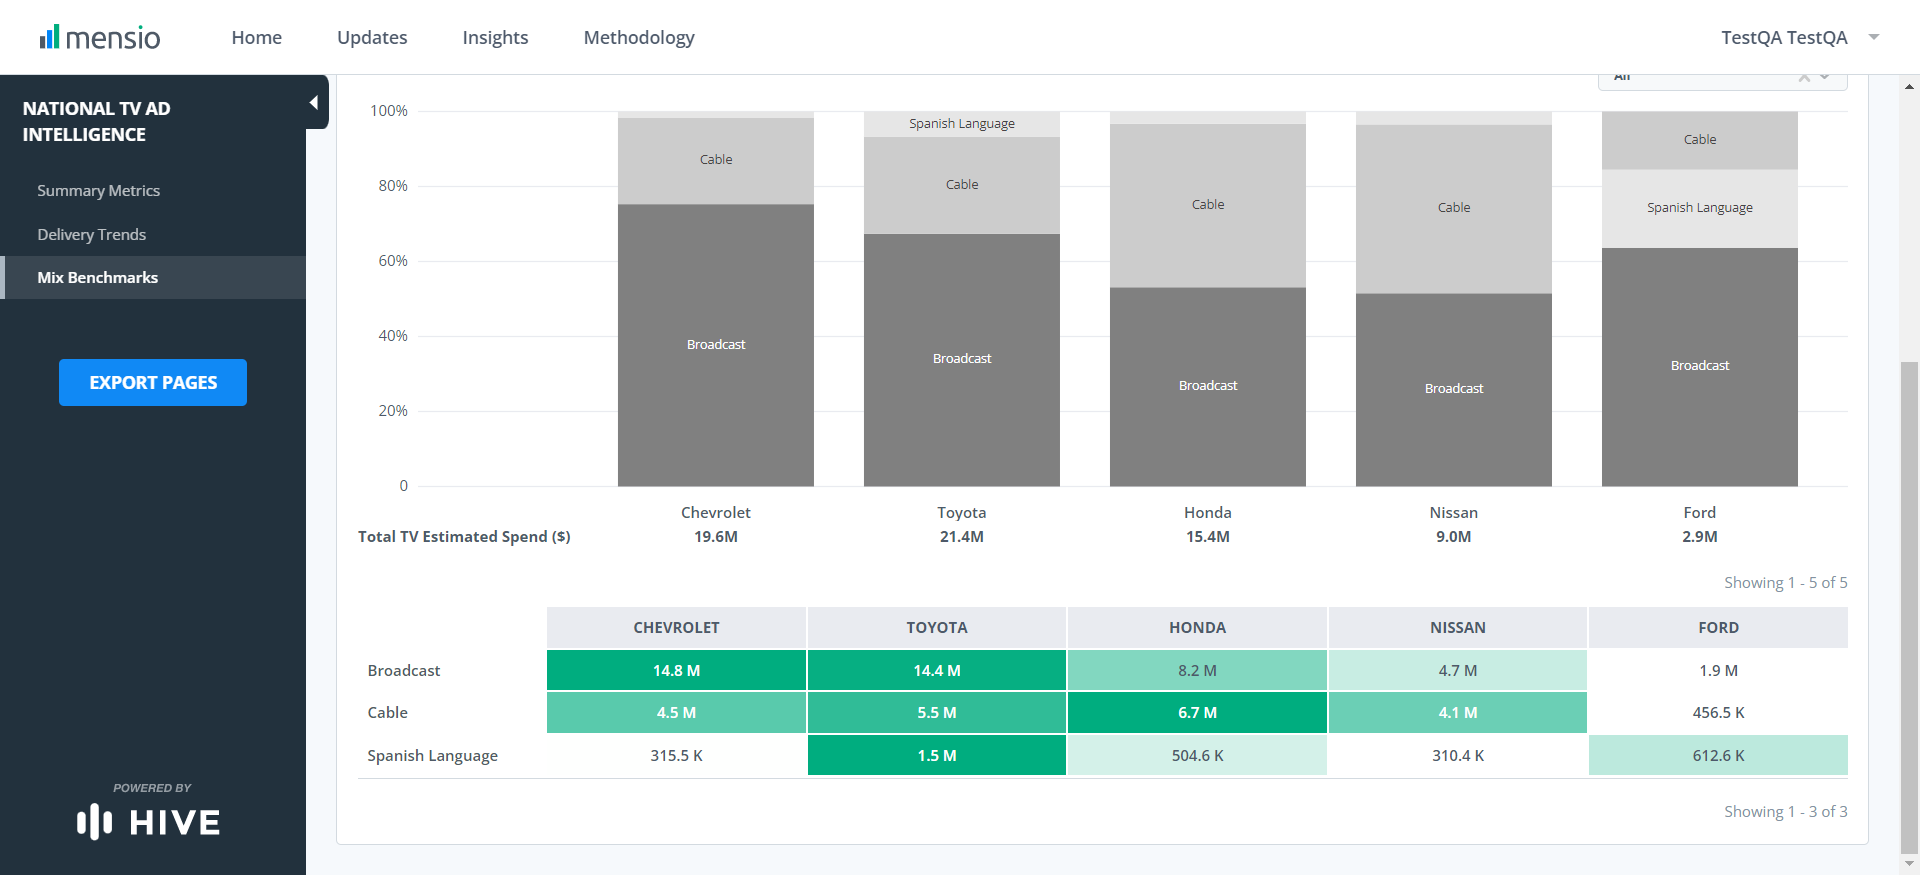 mensio
Home
Updates
Insights
Methodology
TestQA TestQA
NATIONAL TV AD
INTELLIGENCE
Summary Metrics
Delivery Trends
Mix Benchmarks
EXPORT PAGES
POWERED BY
HIVE
All
100%
80%
60%
40%
20%
0
Cable
Broadcast
Spanish Language
Cable
Broadcast
Cable
Broadcast
Cable
Broadcast
Cable
Spanish Language
Broadcast
Chevrolet Toyota Honda Nissan Ford
Total TV Estimated Spend ($) 19.6M 21.4M 15.4M 9.0M 2.9M
Showing 1 - 5 of 5
CHEVROLET TOYOTA HONDA NISSAN FORD
Broadcast 14.8 M 14.4 M 8.2 M 4.7 M 1.9 M
Cable 4.5 M 5.5 M 6.7 M 4.1 M 456.5 K
Spanish Language 315.5 K 1.5 M 504.6 K 310.4 K 612.6 K
Showing 1 - 3 of 3